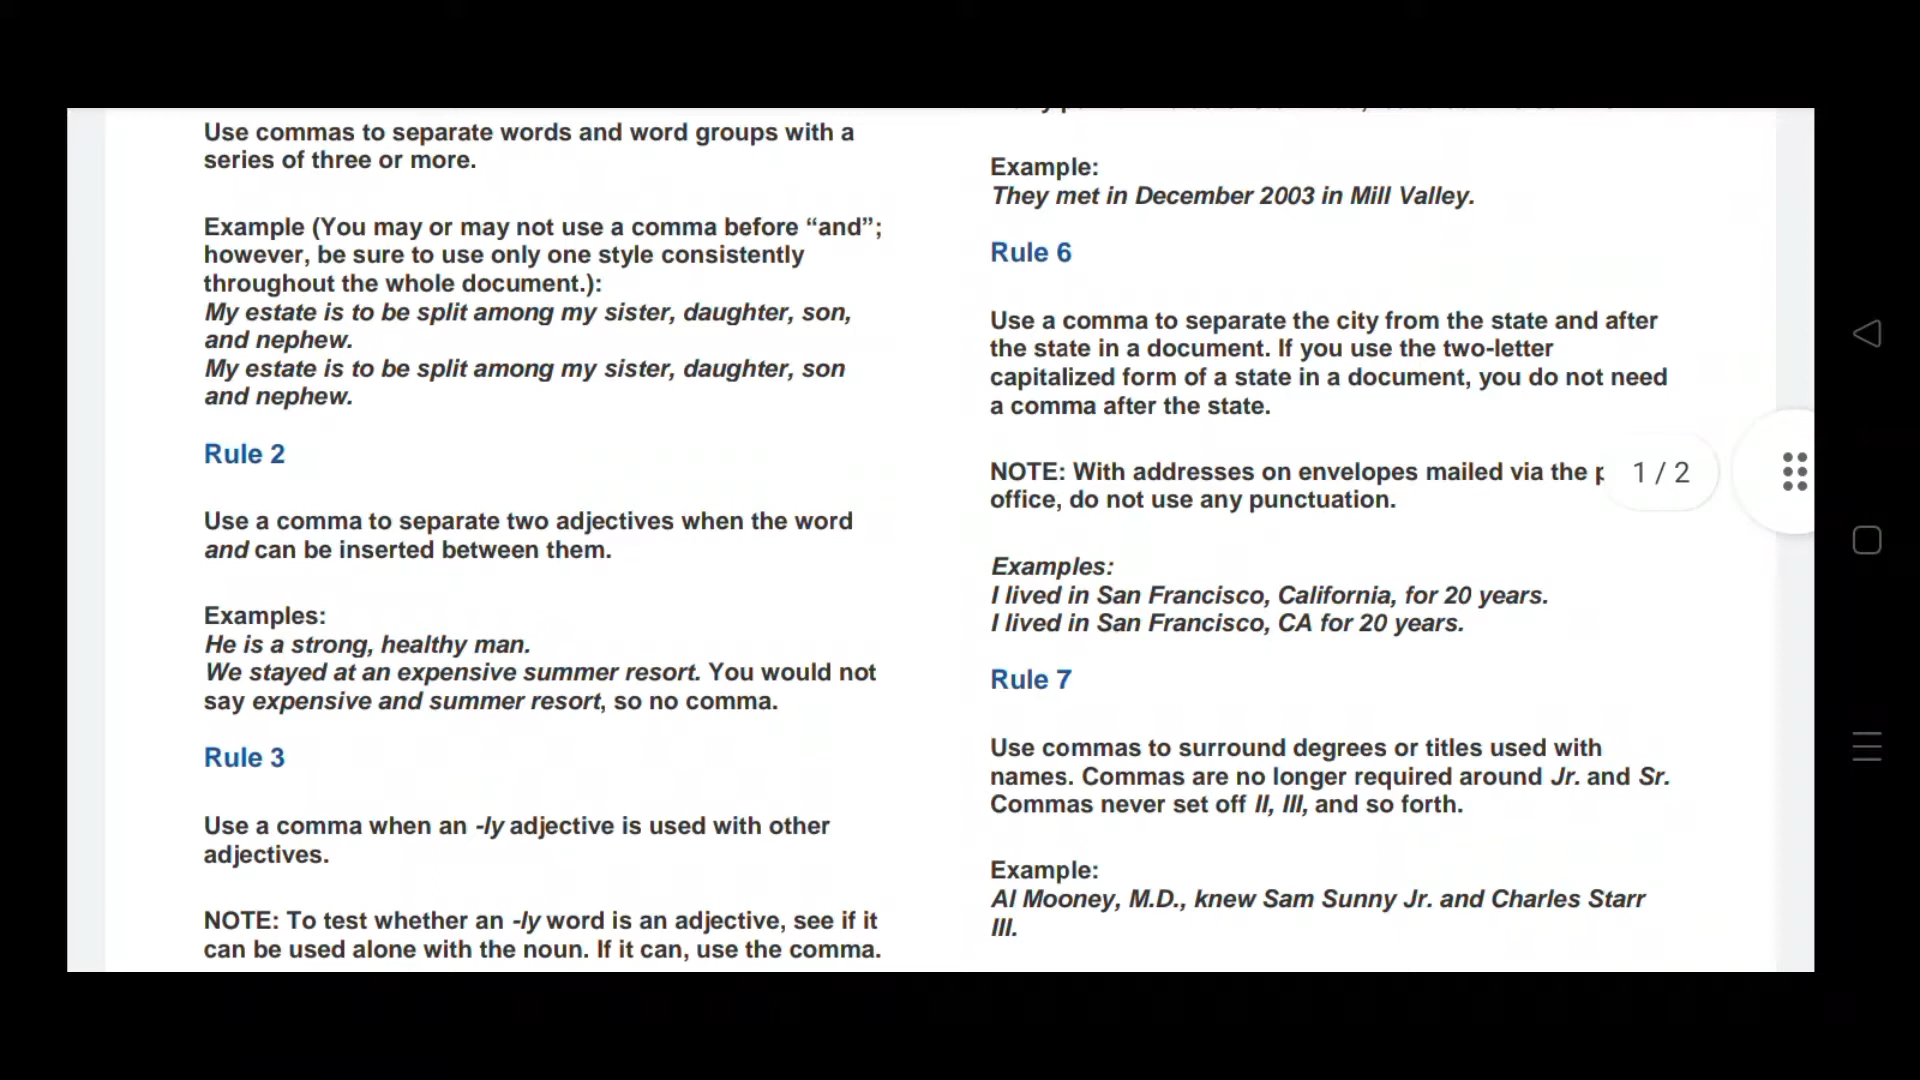 Use commas to separate words and word groups with a
series of three or more.
Example (You may or may not use a comma before “and”;
however, be sure to use only one style consistently
throughout the whole document.):
My estate is to be split among my sister, daughter, son,
and nephew.
My estate is to be split among my sister, daughter, son
and nephew.
Rule 2
Use a comma to separate two adjectives when the word
and can be inserted between them.
Examples:
He is a strong, healthy man.
We stayed at an expensive summer resort. You would not
say expensive and summer resort, so no comma.
Rule 3
Use a comma when an -ly adjective is used with other
adjectives.
NOTE: To test whether an -ly word is an adjective, see if it
can be used alone with the noun. If it can, use the comma.
Example:
They met in December 2003 in Mill Valley.
Rule 6
Use a comma to separate the city from the state and after
the state in a document. If you use the two-letter
capitalized form of a state in a document, you do not need
a comma after the state.
NOTE: With addresses on envelopes mailed via the
office, do not use any punctuation.
Examples:
I lived in San Francisco, California, for 20 years.
I lived in San Francisco, CA for 20 years.
Rule 7
Use commas to surround degrees or titles used with
names. Commas are no longer required around Jr. and Sr.
Commas never set off II, III, and so forth.
Example:
Al Mooney, M.D., knew Sam Sunny Jr. and Charles Starr
III.
1 / 2